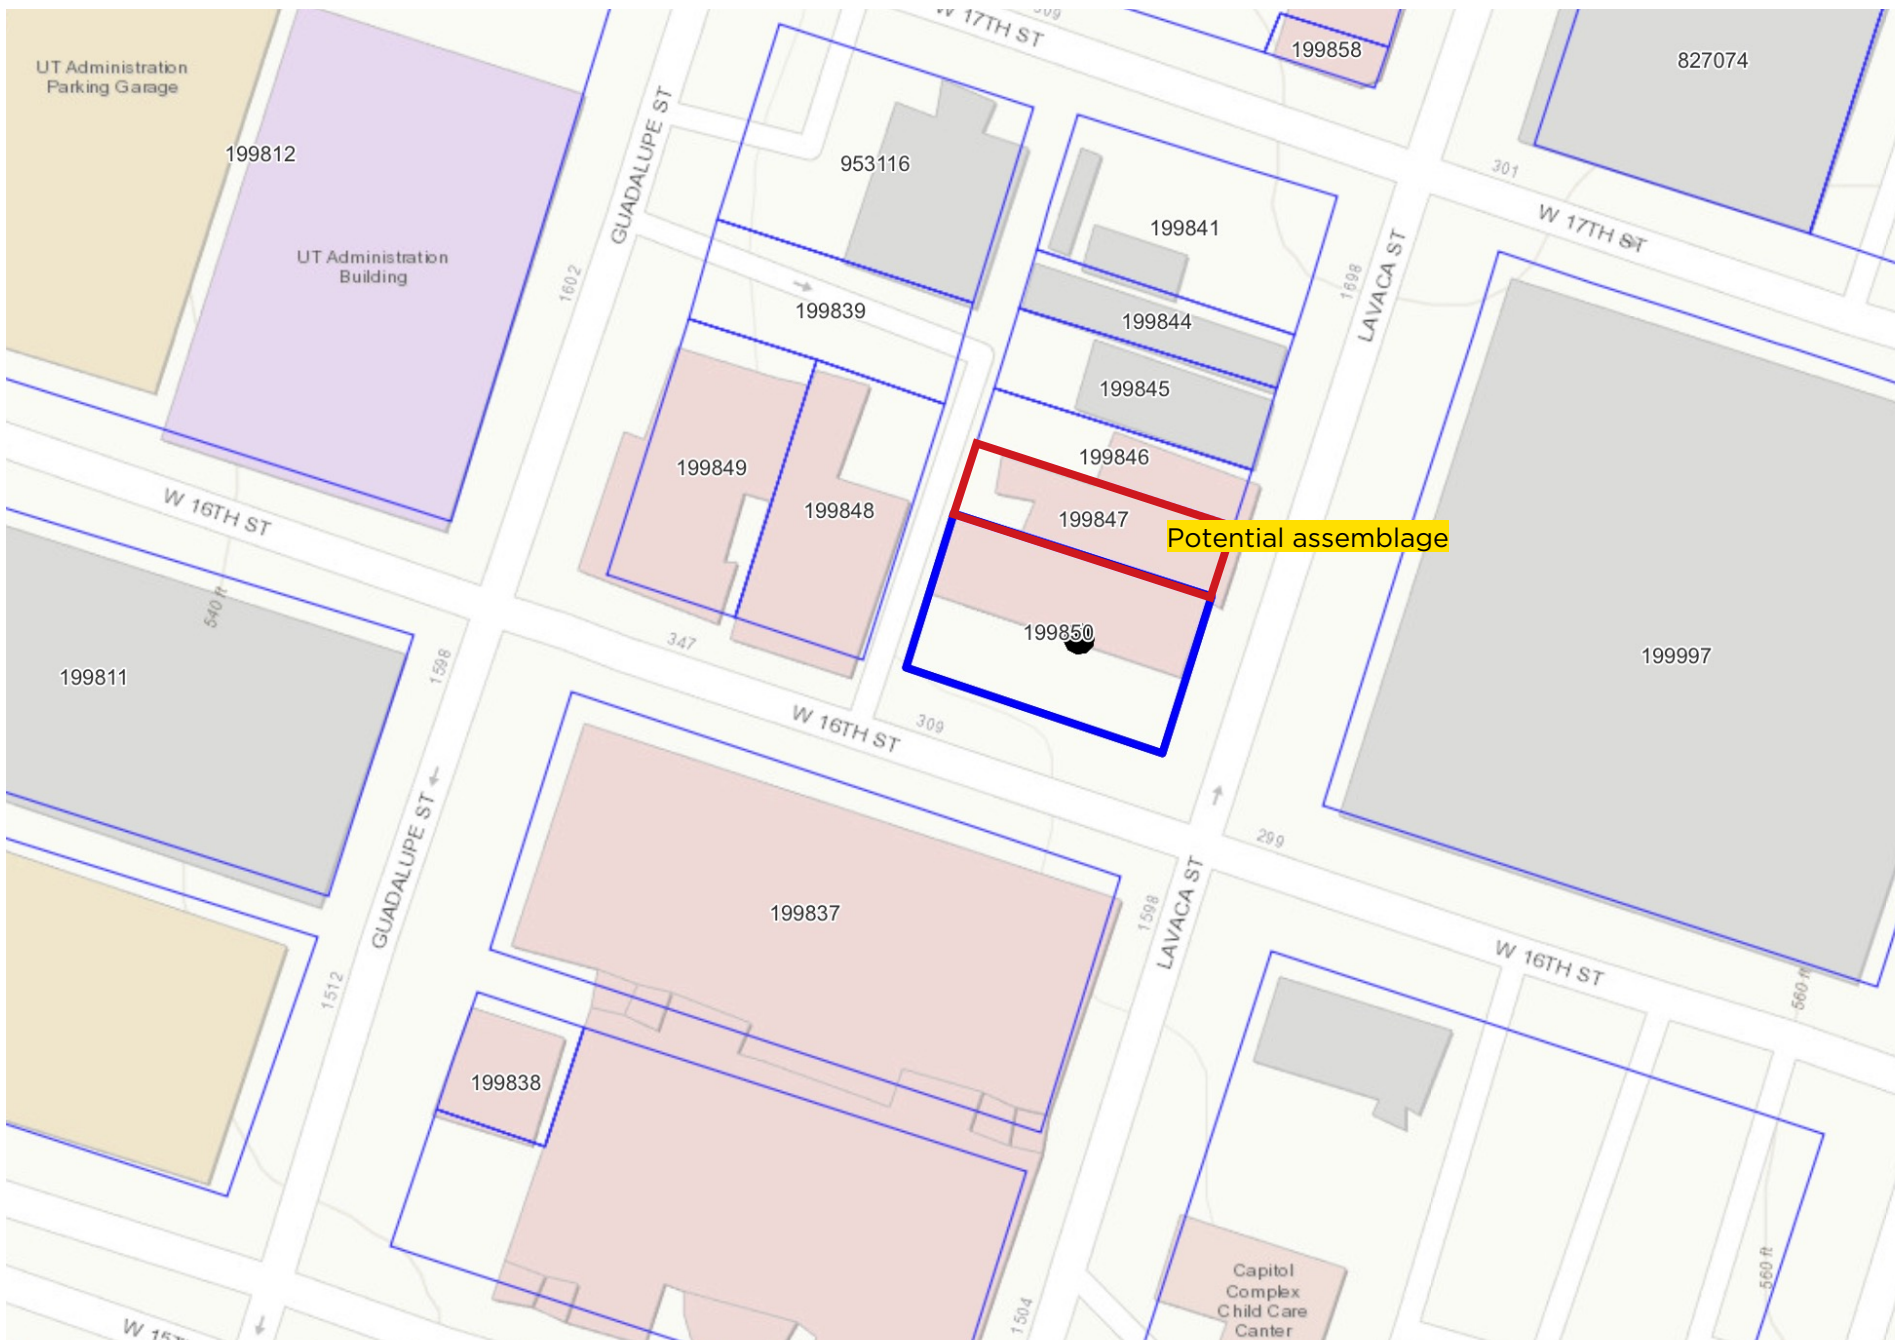 W 17TH ST
309
199858
827074
UT Administration
Parking Garage
199812
GUADALUPE ST
953116
301
W 17TH ST
199841
UT Administration
Building
1602
LAVACA ST
1698
199839
199844
199845
199846
199849
199848
199847
Potential assemblage
W 16TH ST
540 ft
347
199850
199997
199811
1598
W 16TH ST
309
299
GUADALUPE ST
199837
LAVACA ST
1598
W 16TH ST
560 ft
1512
199838
Capitol
Complex
Child Care
Canter
560 ft
1504